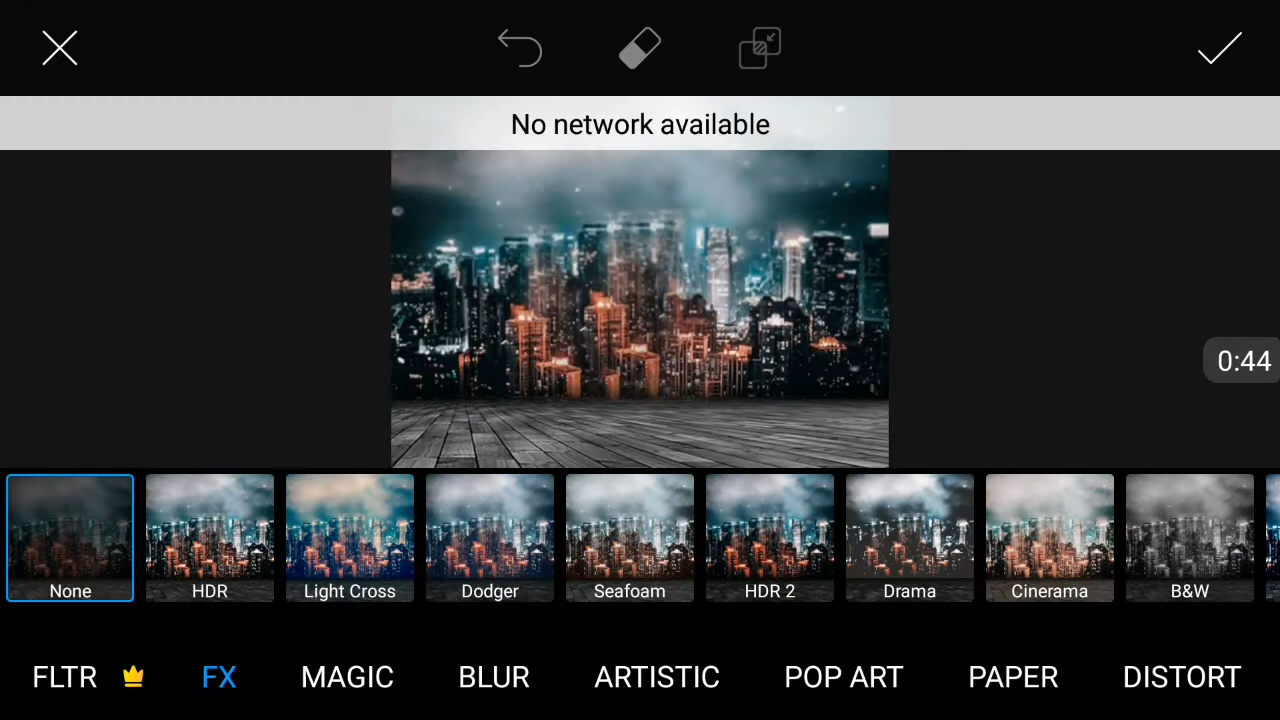 No network available
0:44
None
HDR
Light Cross
Dodger
Seafoam
HDR 2
Drama
Cinerama
B&W
FLTR
FX
MAGIC
BLUR
ARTISTIC
POP ART
PAPER
DISTORT